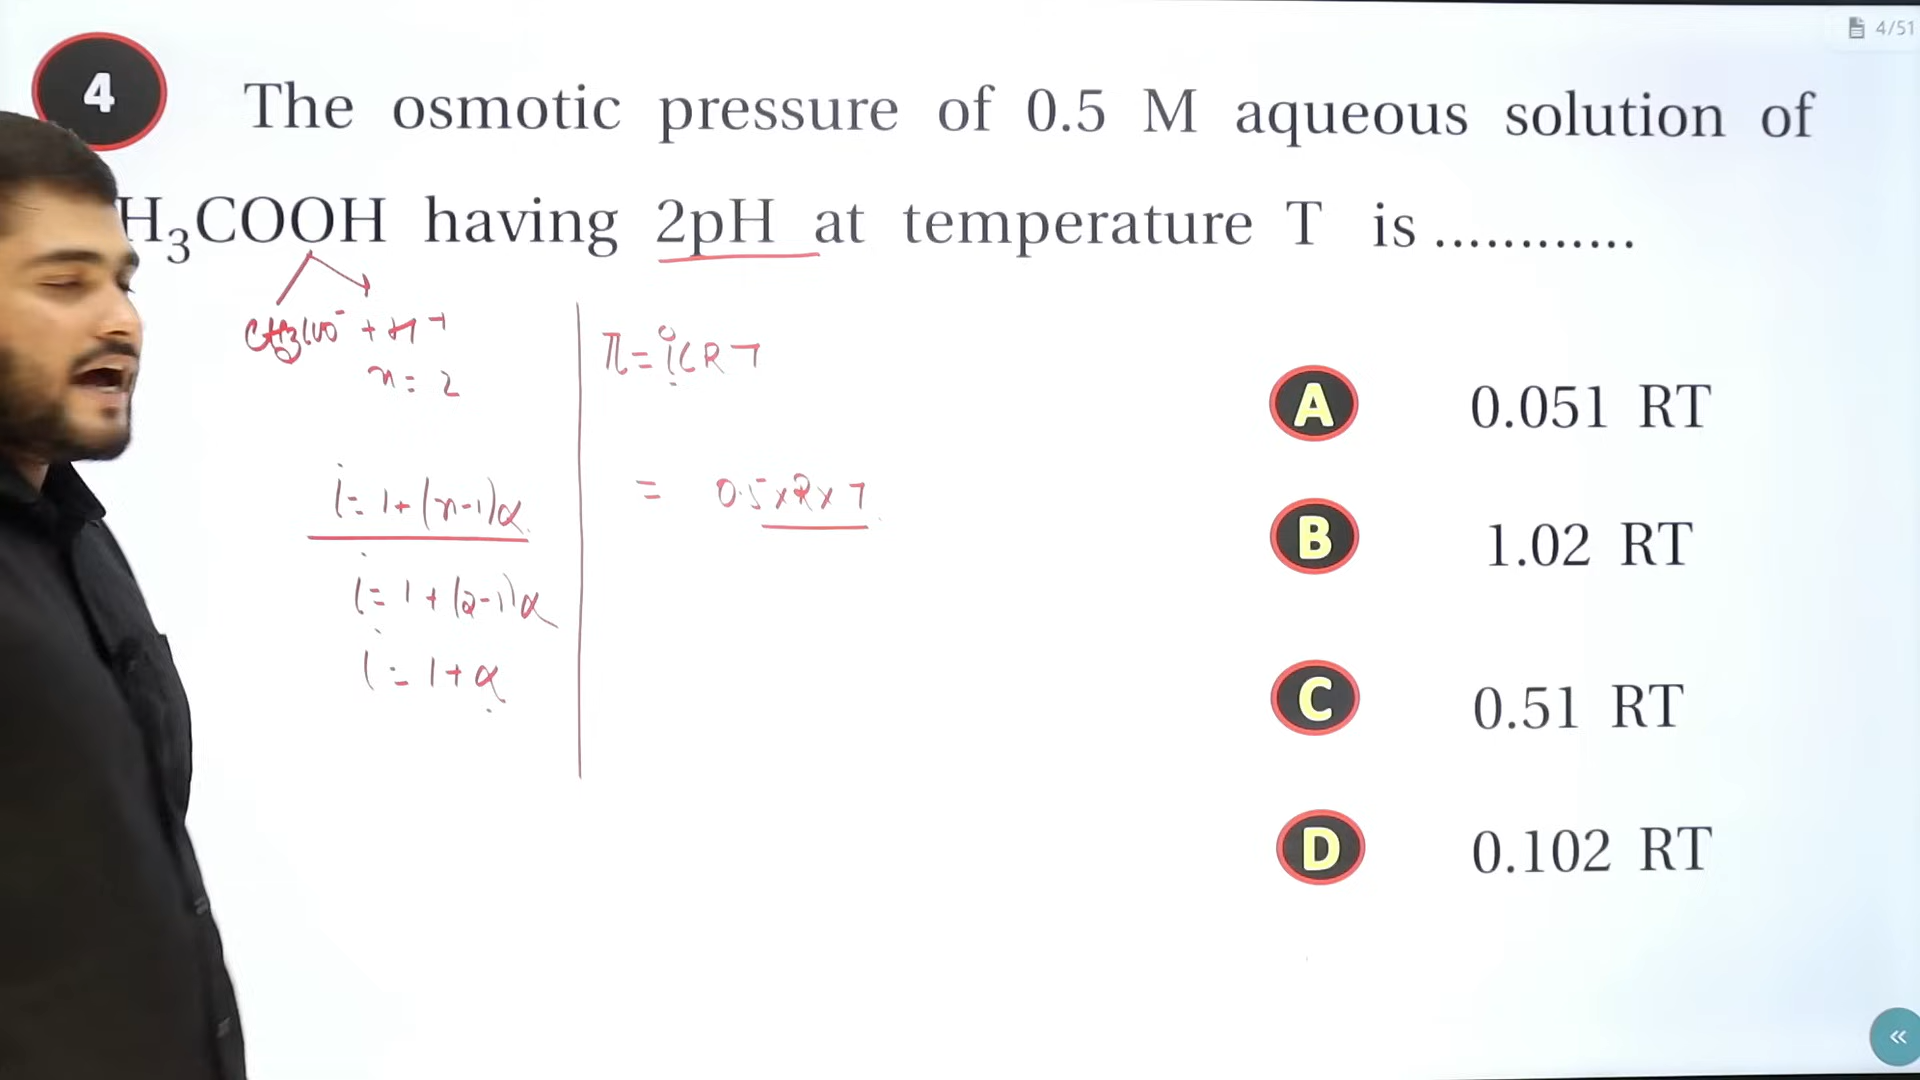 4/51
4 The osmotic pressure of 0.5 M aqueous solution of
H₃COOH having 2pH at temperature T is ............
CH3COO⁻ + H⁺
n = 2
i = 1 + (n-1)α
i = 1 + (2-1)α
i = 1 + α
π = iCRT
= 0.5 x R x T
A 0.051 RT
B 1.02 RT
C 0.51 RT
D 0.102 RT
«